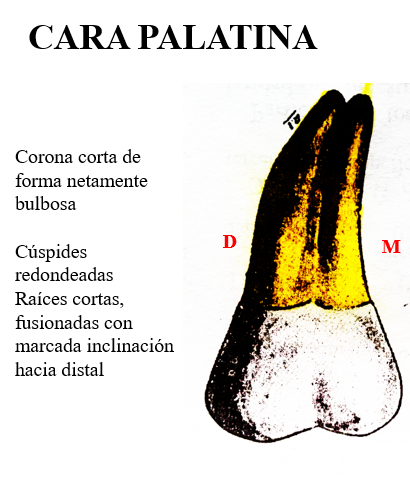 CARA PALATINA
Corona corta de
forma netamente
bulbosa
Cúspides
redondeadas
Raíces cortas,
fusionadas con
marcada inclinación
hacia distal
D
M